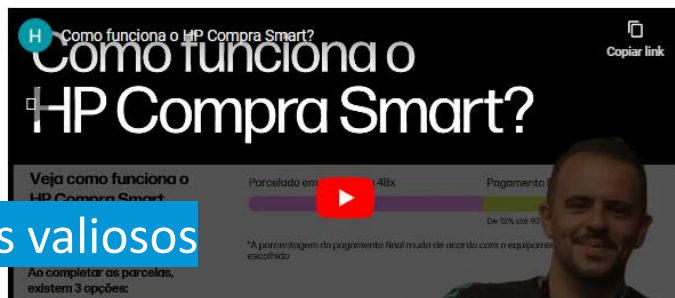 H
Como funciona o HP Compra Smart?
Copiar link
Como funciona o
HP Compra Smart?
Veja como funciona o
HP Compra Smart
Parcelado em
48x
Pagamento
De 15% até 40
s valiosos
*A porcentagem do pagamento final muda de acordo com o equipamen
escolhido
Ao completar as parcelas,
existem 3 opções: